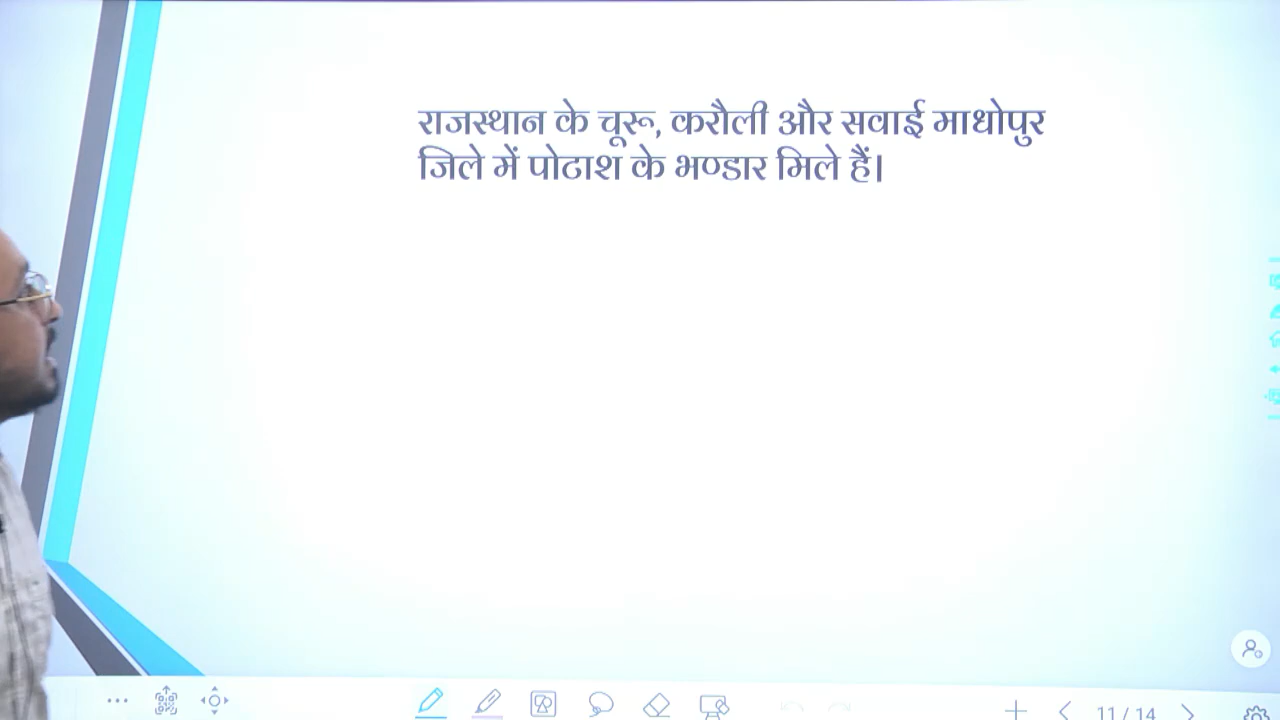 राजस्थान के चूरू, करौली और सवाई माधोपुर
जिले में पोटाश के भण्डार मिले हैं।
11 / 14